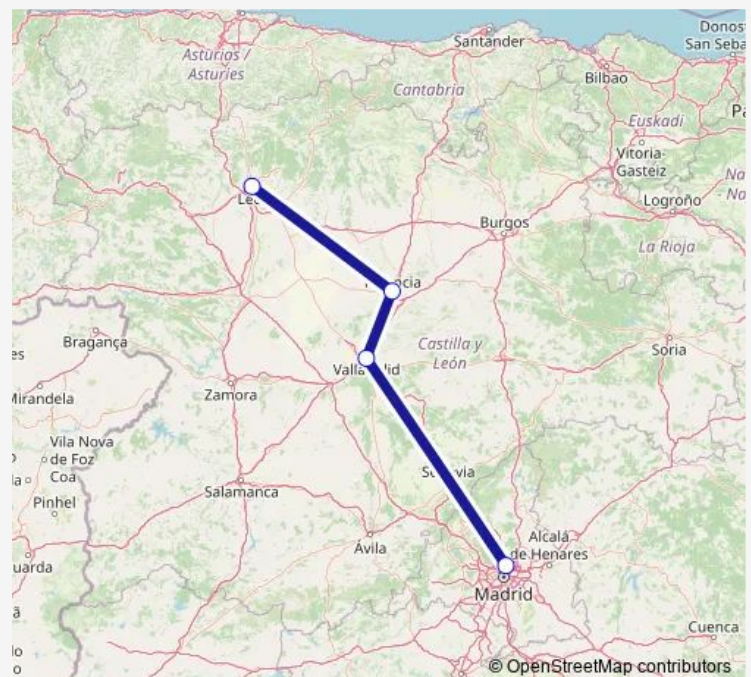 Donos
San Seba
Santander
Asturias /
Asturies
Bilbao
Cantabria
Euskadi
Vitoria-
Gasteiz
Logroño
Burgos
La Rioja
Castilla y
León
Bragança
Soria
Zamora
Mirandela
Vila Nova
de Foz
Coa
Salamanca
Pinhel
Ávila
Alcalá
de Henares
uarda
Madrid
Cuenca
© OpenStreetMap contributors